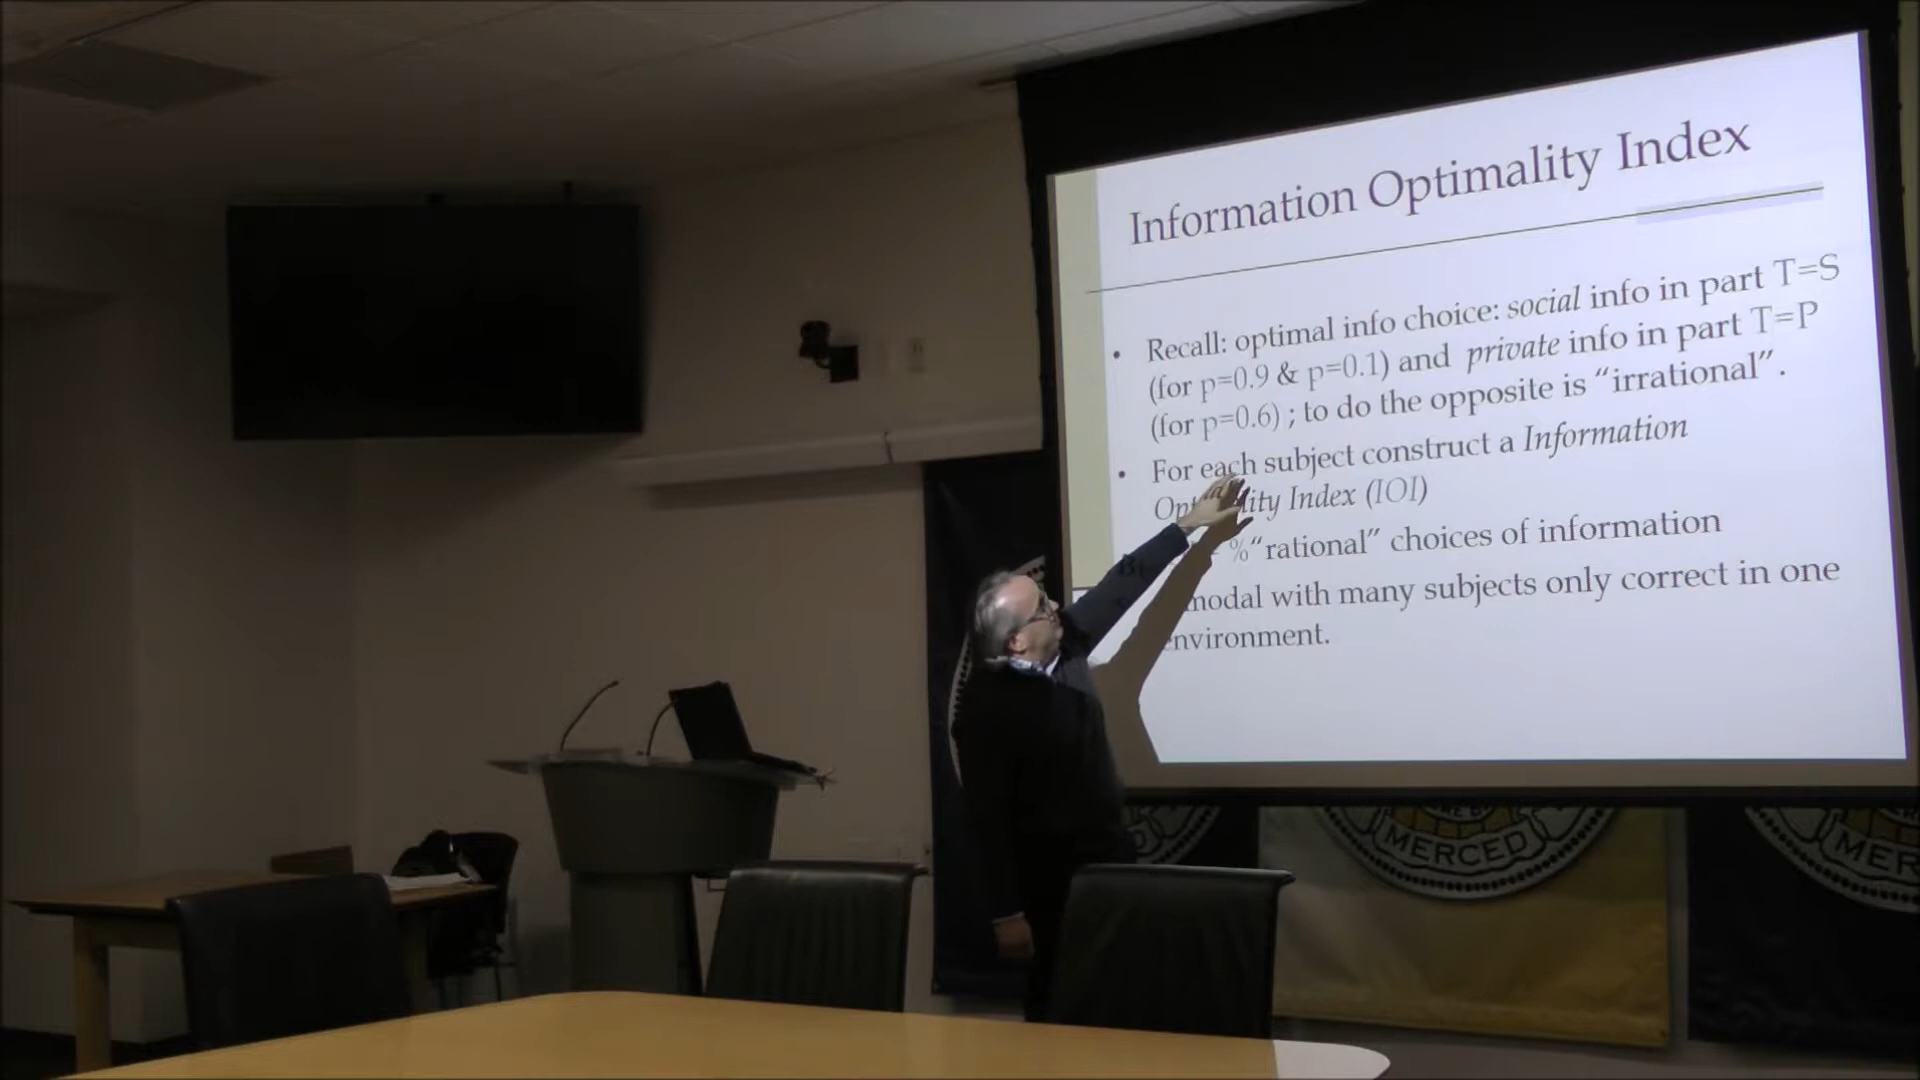 Information Optimality Index
• Recall: optimal info choice: social info in part T=S
(for p=0.9 & p=0.1) and private info in part T=P
(for p=0.6) ; to do the opposite is “irrational”.
• For each subject construct a Information
Index (IOI)
%“rational” choices of information
with many subjects only correct in one
MERCED